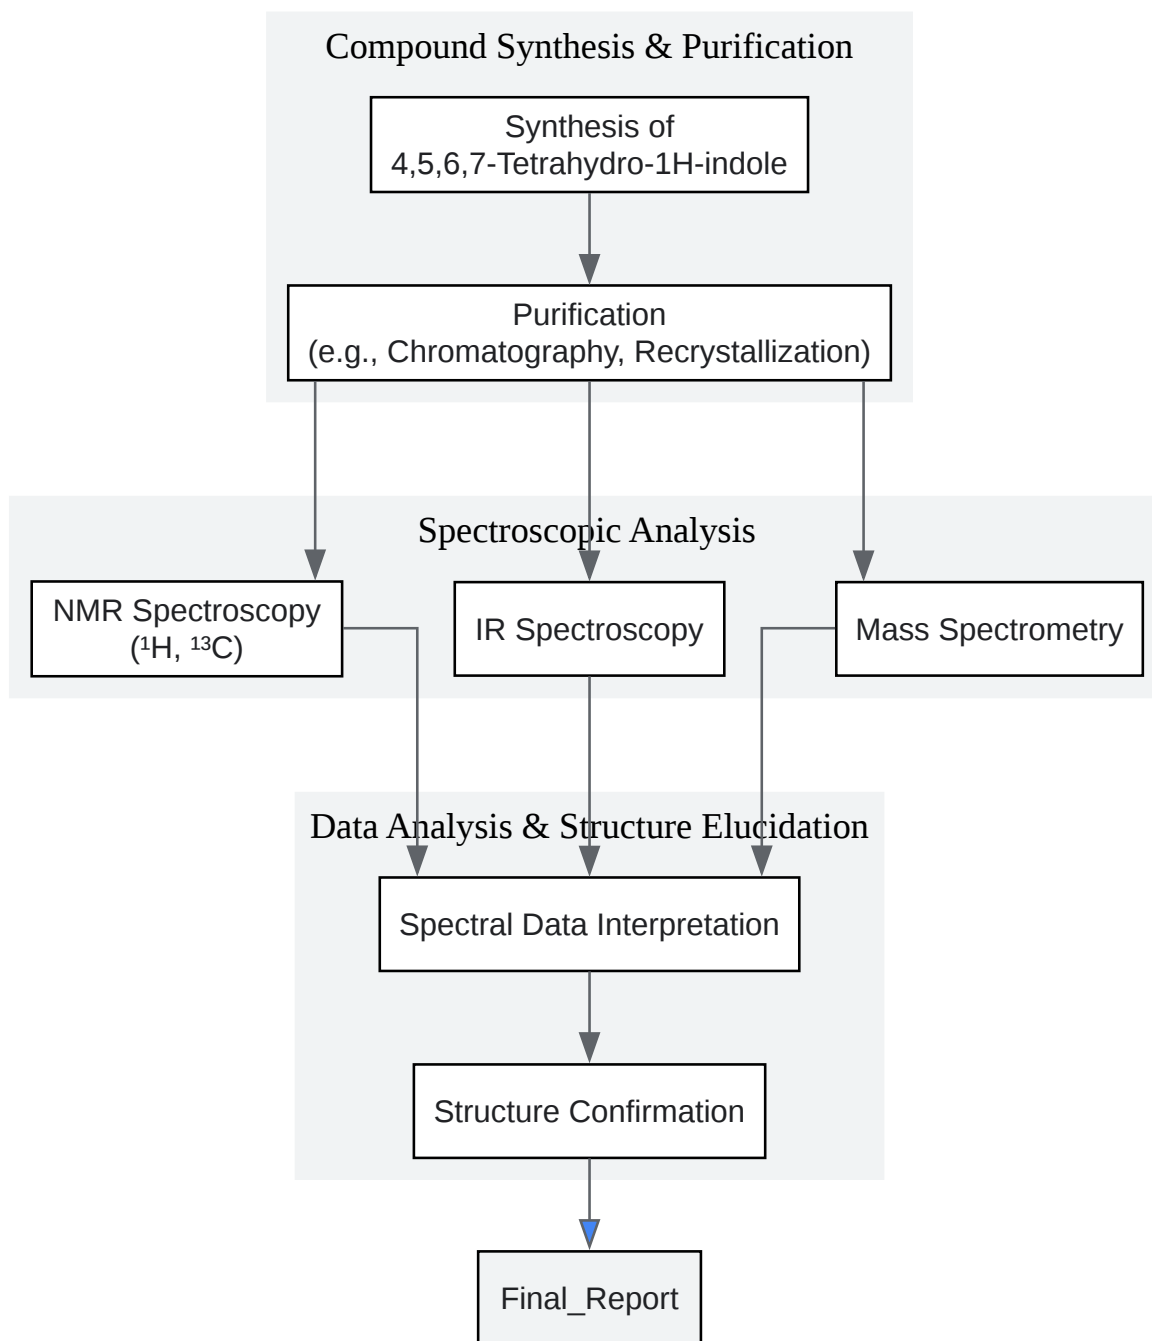 Compound Synthesis & Purification
Synthesis of
4,5,6,7-Tetrahydro-1H-indole
Purification
(e.g., Chromatography, Recrystallization)
Spectroscopic Analysis
NMR Spectroscopy
(¹H, ¹³C)
IR Spectroscopy
Mass Spectrometry
Data Analysis & Structure Elucidation
Spectral Data Interpretation
Structure Confirmation
Final_Report